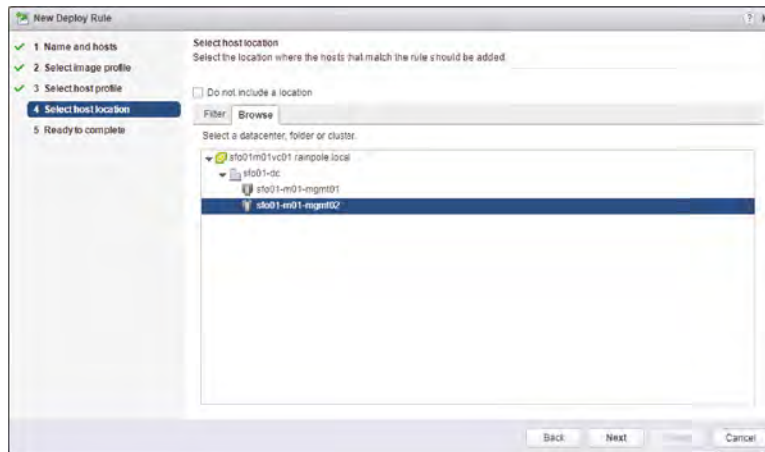 New Deploy Rule
?
1 Name and hosts
2 Select image profile
3 Select host profile
4 Select host location
5 Ready to complete
Select host location
Select the location where the hosts that match the rule should be added.
Do not include a location
Filter Browse
Select a datacenter, folder or cluster.
sfo01m01vc01.rainpole.local
sfo01-dc
sfo01-m01-mgmt01
sfo01-m01-mgmt02
Back Next Cancel